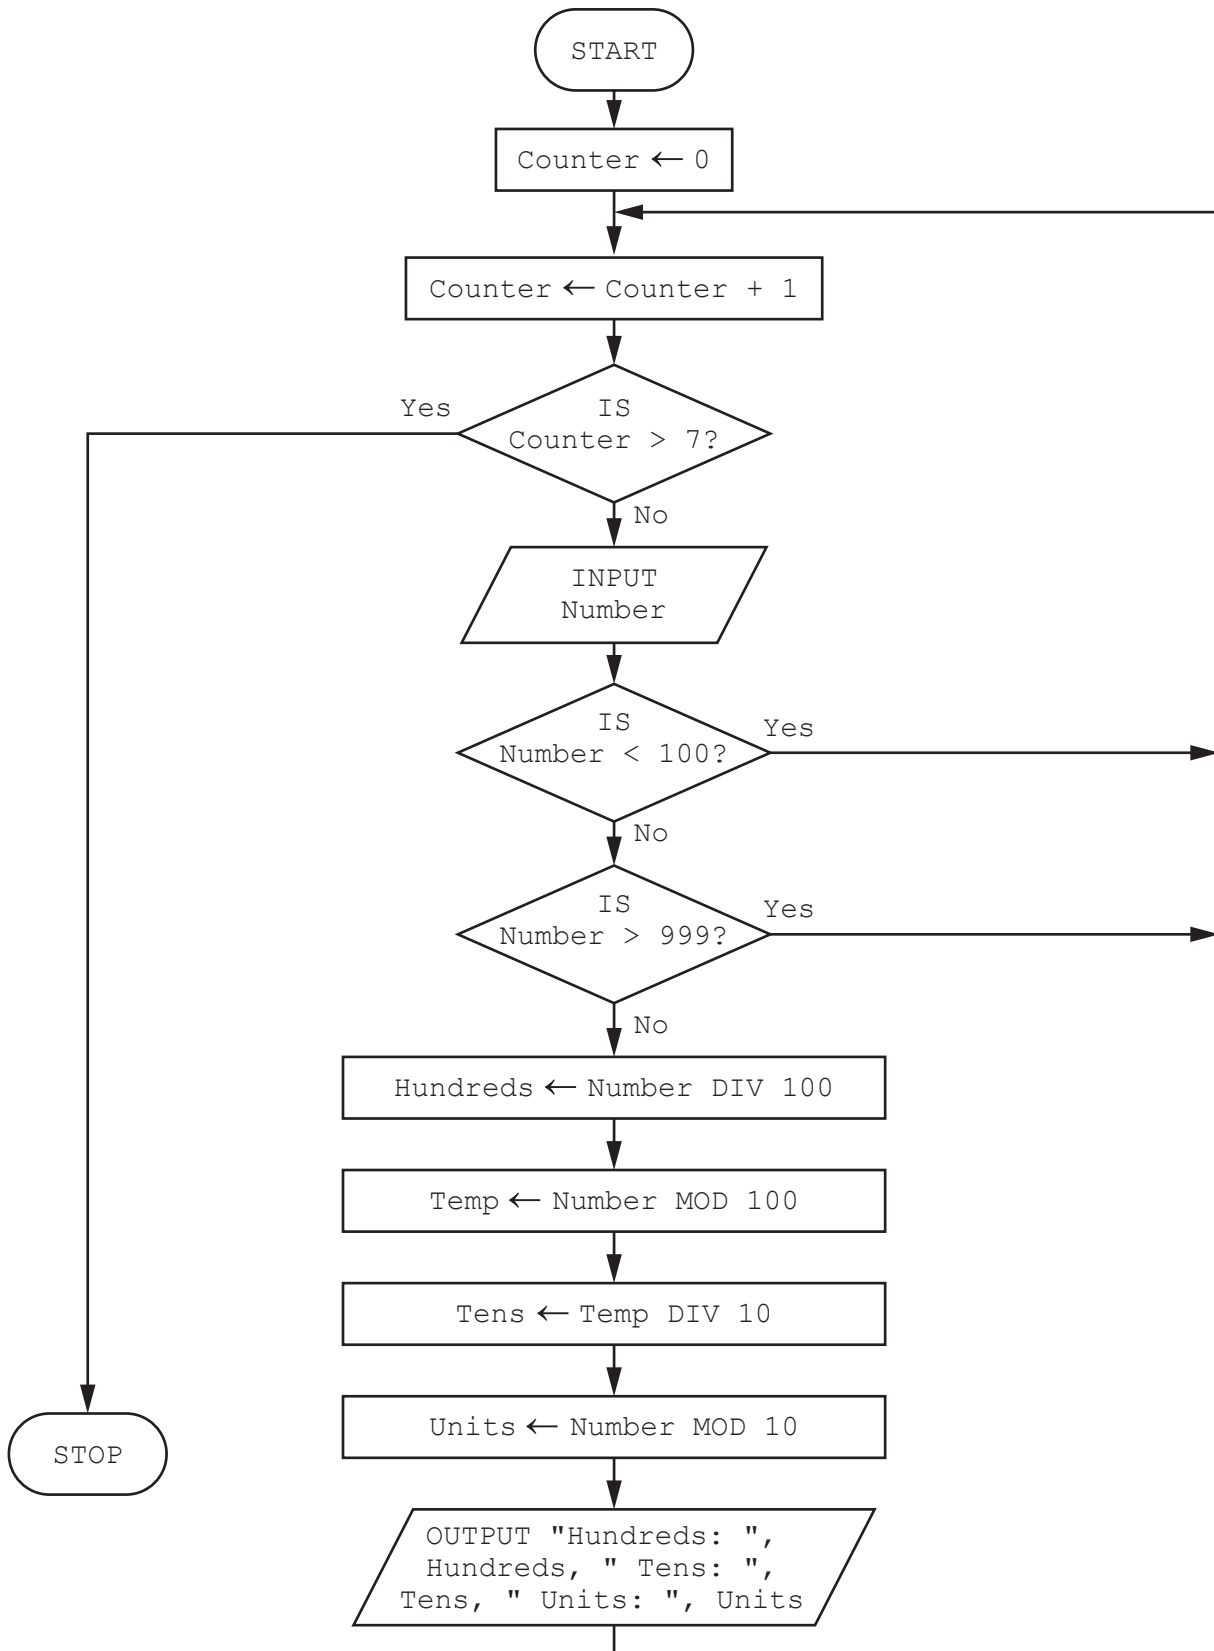 START
Counter ← 0
Counter ← Counter + 1
Yes
IS
Counter > 7?
No
INPUT
Number
IS
Number < 100?
Yes
No
IS
Number > 999?
Yes
No
Hundreds ← Number DIV 100
Temp ← Number MOD 100
Tens ← Temp DIV 10
Units ← Number MOD 10
STOP
OUTPUT "Hundreds: ",
Hundreds, " Tens: ",
Tens, " Units: ", Units